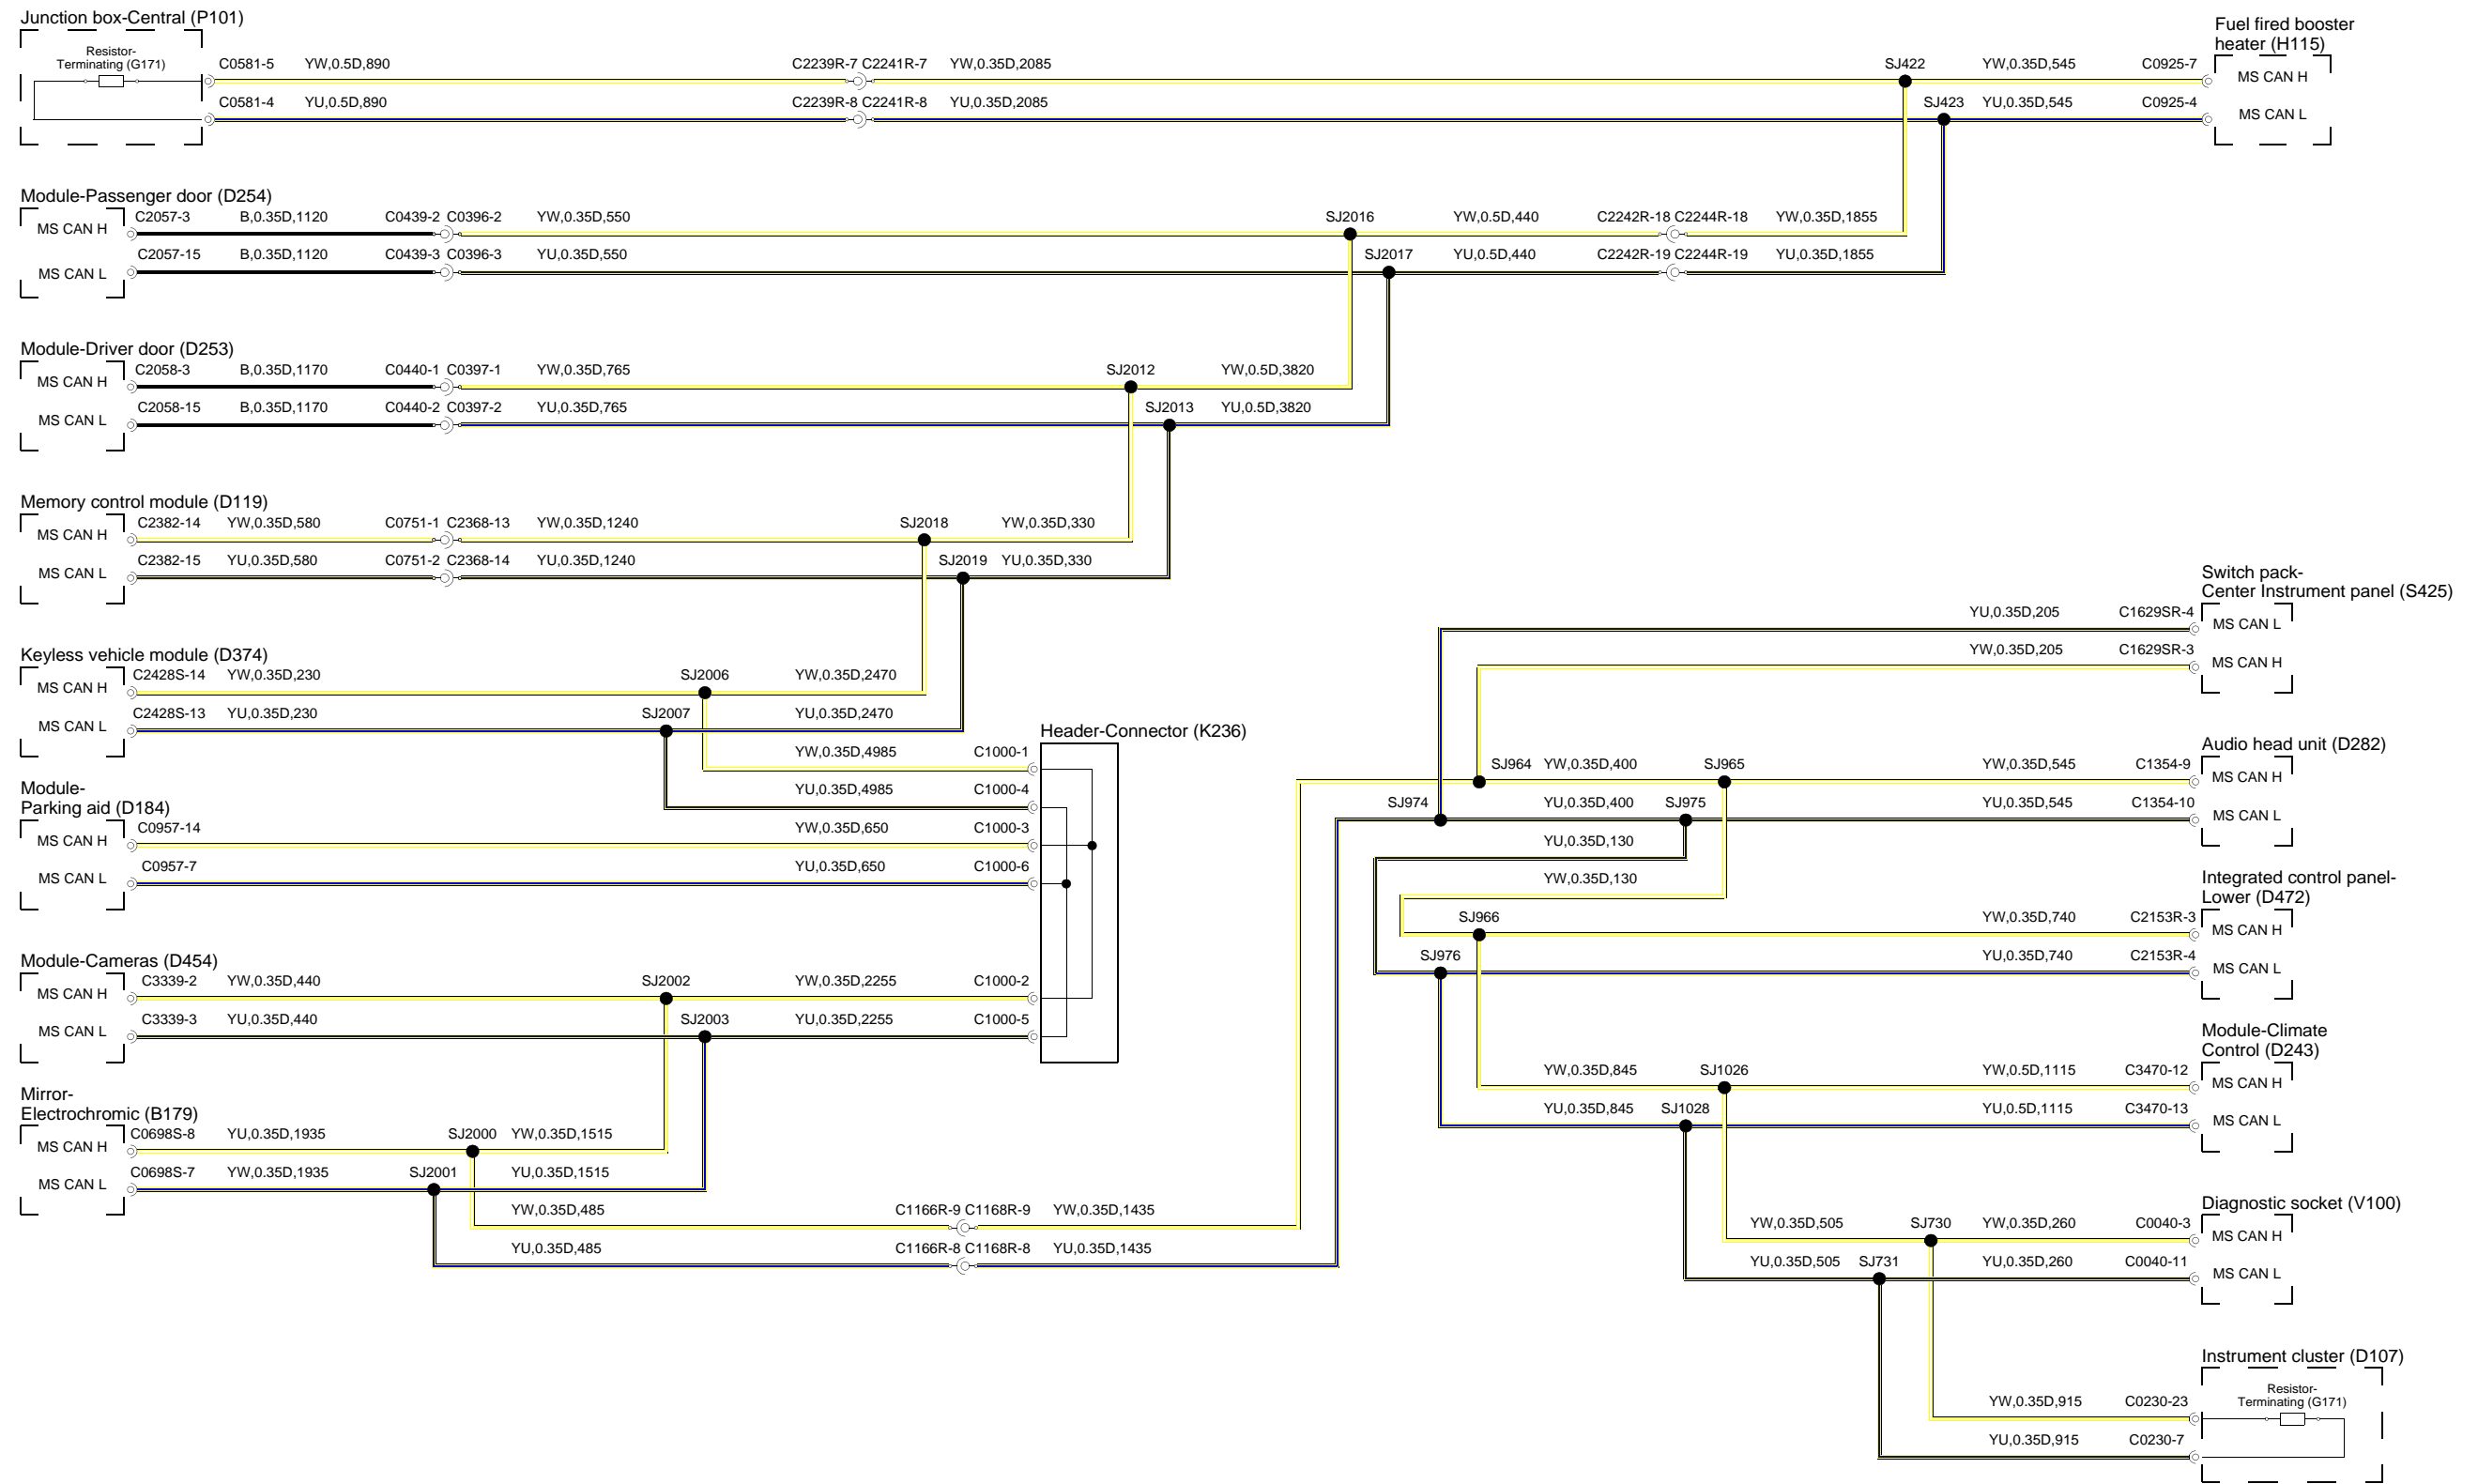 Junction box-Central (P101)
Resistor-
Terminating (G171)
C0581-5 YW,0.5D,890 C2239R-7 C2241R-7 YW,0.35D,2085 SJ422 YW,0.35D,545 C0925-7
C0581-4 YU,0.5D,890 C2239R-8 C2241R-8 YU,0.35D,2085 SJ423 YU,0.35D,545 C0925-4
Fuel fired booster
heater (H115)
MS CAN H
MS CAN L
Module-Passenger door (D254)
MS CAN H C2057-3 B,0.35D,1120 C0439-2 C0396-2 YW,0.35D,550 SJ2016 YW,0.5D,440 C2242R-18 C2244R-18 YW,0.35D,1855
MS CAN L C2057-15 B,0.35D,1120 C0439-3 C0396-3 YU,0.35D,550 SJ2017 YU,0.5D,440 C2242R-19 C2244R-19 YU,0.35D,1855
Module-Driver door (D253)
MS CAN H C2058-3 B,0.35D,1170 C0440-1 C0397-1 YW,0.35D,765 SJ2012 YW,0.5D,3820
MS CAN L C2058-15 B,0.35D,1170 C0440-2 C0397-2 YU,0.35D,765 SJ2013 YU,0.5D,3820
Memory control module (D119)
MS CAN H C2382-14 YW,0.35D,580 C0751-1 C2368-13 YW,0.35D,1240 SJ2018 YW,0.35D,330
MS CAN L C2382-15 YU,0.35D,580 C0751-2 C2368-14 YU,0.35D,1240 SJ2019 YU,0.35D,330
Keyless vehicle module (D374)
MS CAN H C2428S-14 YW,0.35D,230 SJ2006 YW,0.35D,2470
MS CAN L C2428S-13 YU,0.35D,230 SJ2007 YU,0.35D,2470
Header-Connector (K236)
YW,0.35D,4985 C1000-1
YU,0.35D,4985 C1000-4
Module-
Parking aid (D184)
MS CAN H C0957-14 YW,0.35D,650 C1000-3
MS CAN L C0957-7 YU,0.35D,650 C1000-6
Module-Cameras (D454)
MS CAN H C3339-2 YW,0.35D,440 SJ2002 YW,0.35D,2255 C1000-2
MS CAN L C3339-3 YU,0.35D,440 SJ2003 YU,0.35D,2255 C1000-5
Mirror-
Electrochromic (B179)
MS CAN H C0698S-8 YU,0.35D,1935 SJ2000 YW,0.35D,1515
MS CAN L C0698S-7 YW,0.35D,1935 SJ2001 YU,0.35D,1515
YW,0.35D,485 C1166R-9 C1168R-9 YW,0.35D,1435
YU,0.35D,485 C1166R-8 C1168R-8 YU,0.35D,1435
Switch pack-
Center Instrument panel (S425)
YU,0.35D,205 C1629SR-4 MS CAN L
YW,0.35D,205 C1629SR-3 MS CAN H
Audio head unit (D282)
SJ964 YW,0.35D,400 SJ965 YW,0.35D,545 C1354-9 MS CAN H
SJ974 YU,0.35D,400 SJ975 YU,0.35D,545 C1354-10 MS CAN L
YU,0.35D,130
YW,0.35D,130
Integrated control panel-
Lower (D472)
SJ966 YW,0.35D,740 C2153R-3 MS CAN H
SJ976 YU,0.35D,740 C2153R-4 MS CAN L
Module-Climate
Control (D243)
YW,0.35D,845 SJ1026 YW,0.5D,1115 C3470-12 MS CAN H
YU,0.35D,845 SJ1028 YU,0.5D,1115 C3470-13 MS CAN L
Diagnostic socket (V100)
YW,0.35D,505 SJ730 YW,0.35D,260 C0040-3 MS CAN H
YU,0.35D,505 SJ731 YU,0.35D,260 C0040-11 MS CAN L
Instrument cluster (D107)
Resistor-
Terminating (G171)
YW,0.35D,915 C0230-23
YU,0.35D,915 C0230-7